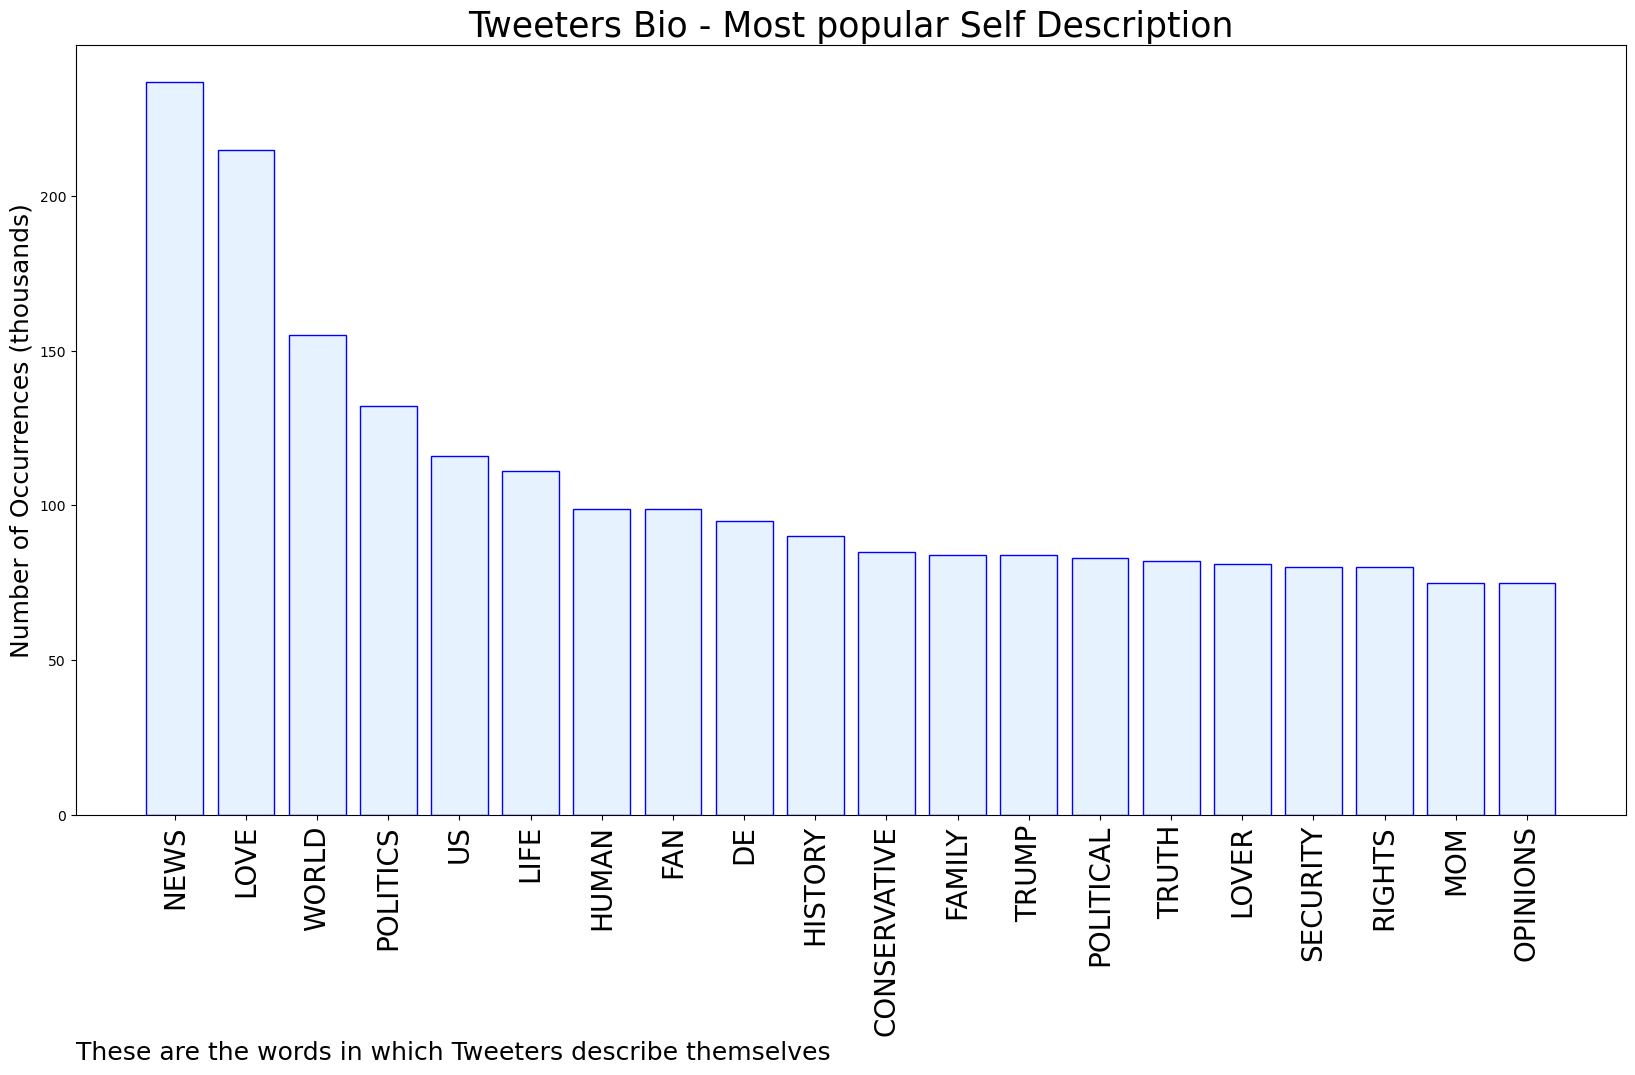 Tweeters Bio - Most popular Self Description
Number of Occurrences (thousands)
200
150
100
50
0
NEWS
LOVE
WORLD
POLITICS
US
LIFE
HUMAN
FAN
DE
HISTORY
CONSERVATIVE
FAMILY
TRUMP
POLITICAL
TRUTH
LOVER
SECURITY
RIGHTS
MOM
OPINIONS
These are the words in which Tweeters describe themselves